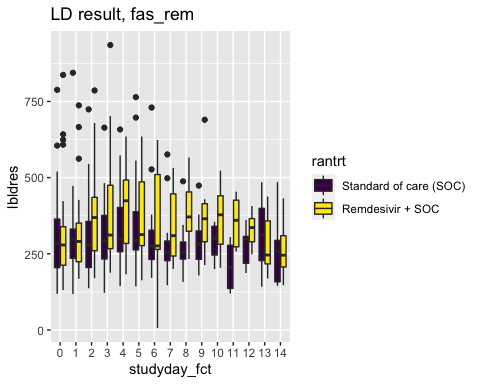 LD result, fas_rem
lbldres
750
500
250
0
0 1 2 3 4 5 6 7 8 9 10 11 12 13 14
studyday_fct
rantrt
Standard of care (SOC)
Remdesivir + SOC